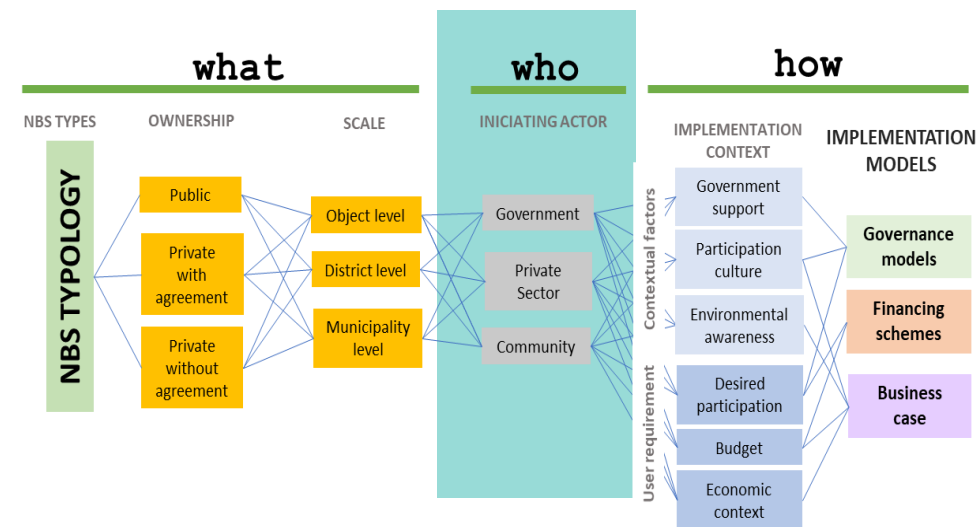 what
who
how
NBS TYPES
OWNERSHIP
SCALE
INICIATING ACTOR
IMPLEMENTATION
CONTEXT
IMPLEMENTATION
MODELS
NBS TYPOLOGY
Public
Private
with
agreement
Private
without
agreement
Object level
District level
Municipality
level
Government
Private
Sector
Community
Contextual factors
User requirement
Government
support
Participation
culture
Environmental
awareness
Desired
participation
Budget
Economic
context
Governance
models
Financing
schemes
Business
case